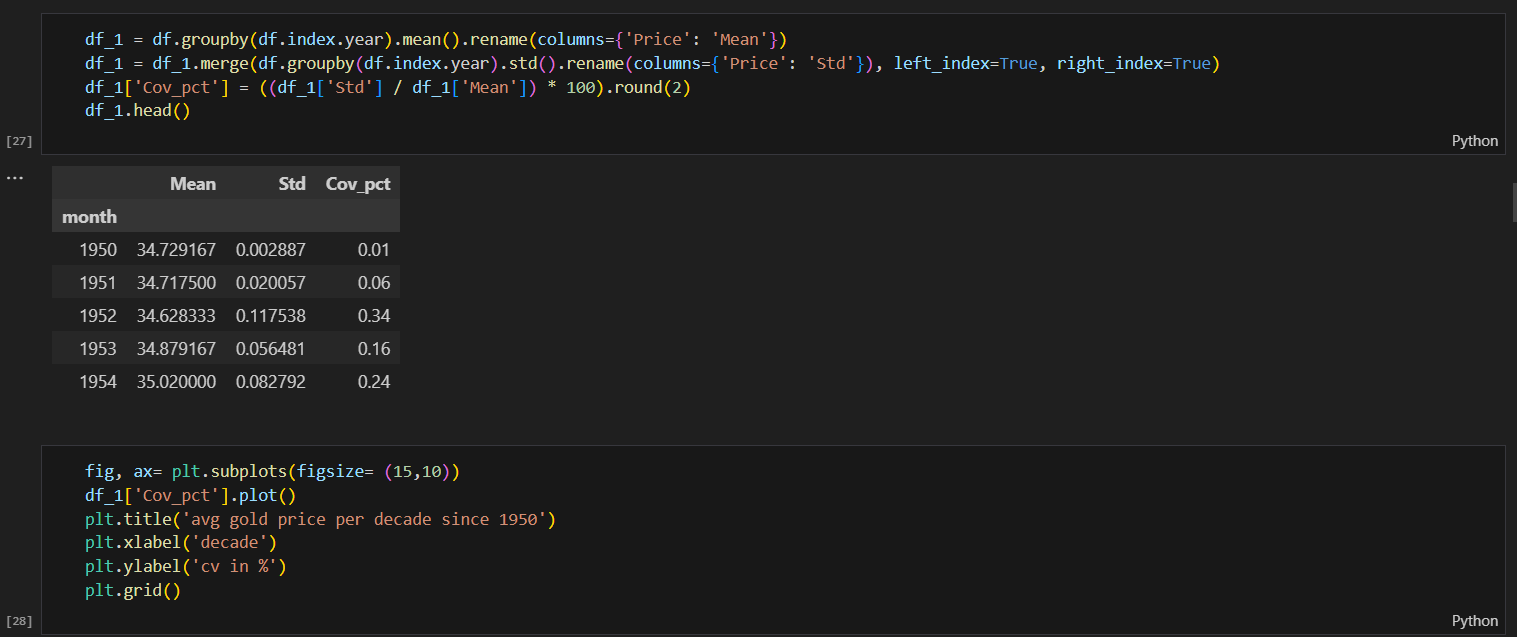 df_1 = df.groupby(df.index.year).mean().rename(columns={'Price': 'Mean'})
df_1 = df_1.merge(df.groupby(df.index.year).std().rename(columns={'Price': 'Std'}), left_index=True, right_index=True)
df_1['Cov_pct'] = ((df_1['Std'] / df_1['Mean']) * 100).round(2)
df_1.head()
[27]
Python
...
Mean Std Cov_pct
month
1950 34.729167 0.002887 0.01
1951 34.717500 0.020057 0.06
1952 34.628333 0.117538 0.34
1953 34.879167 0.056481 0.16
1954 35.020000 0.082792 0.24
fig, ax= plt.subplots(figsize= (15,10))
df_1['Cov_pct'].plot()
plt.title('avg gold price per decade since 1950')
plt.xlabel('decade')
plt.ylabel('cv in %')
plt.grid()
[28]
Python